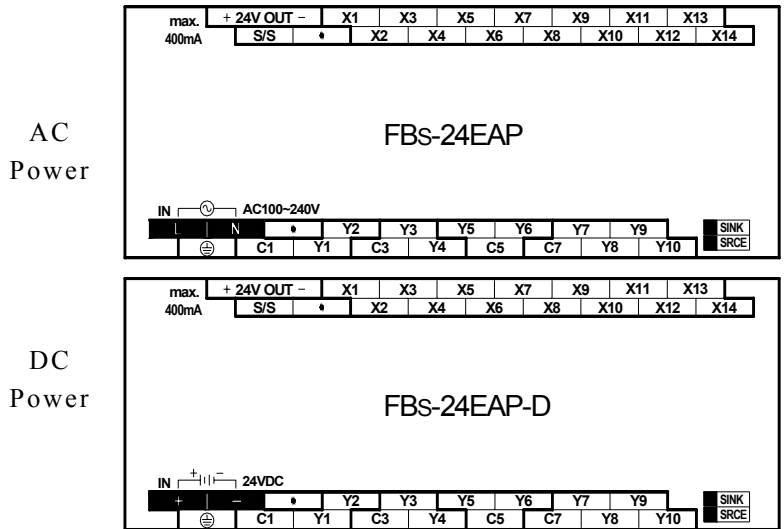 max. + 24V OUT − X1 X3 X5 X7 X9 X11 X13
400mA S/S • X2 X4 X6 X8 X10 X12 X14
AC
Power
FBs-24EAP
IN AC100~240V
L N • Y2 Y3 Y5 Y6 Y7 Y9 SINK
C1 Y1 C3 Y4 C5 C7 Y8 Y10 SRCE
max. + 24V OUT − X1 X3 X5 X7 X9 X11 X13
400mA S/S • X2 X4 X6 X8 X10 X12 X14
DC
Power
FBs-24EAP-D
IN + − 24VDC
+ − • Y2 Y3 Y5 Y6 Y7 Y9 SINK
C1 Y1 C3 Y4 C5 C7 Y8 Y10 SRCE